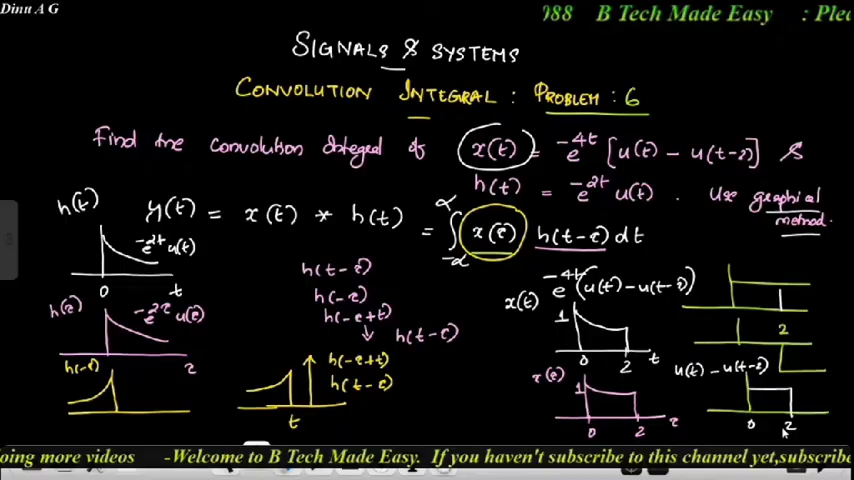 Dinu A G
988 B Tech Made Easy : Plea
SIGNALS & SYSTEMS
CONVOLUTION INTEGRAL : PROBLEM : 6
Find the convolution Integral of x(t) = e^-4t [u(t) - u(t-2)] &
h(t) = e^-2t u(t). Use graphical method.
y(t) = x(t) * h(t) = ∫_-∞^∞ x(τ) h(t-τ) dt
h(t)
e^-2t u(t)
0 t
h(τ)
e^-2τ u(τ)
τ
h(-τ)
h(t-τ)
h(-τ)
h(-τ+t)
h(t-τ)
h(-τ+t)
h(t-τ)
t
x(t)
e^-4t (u(t) - u(t-2))
1
0 2 t
x(τ)
1
0 2 τ
2
u(t) - u(t-2)
0 2
doing more videos -Welcome to B Tech Made Easy. If you haven't subscribe to this channel yet,subscribe